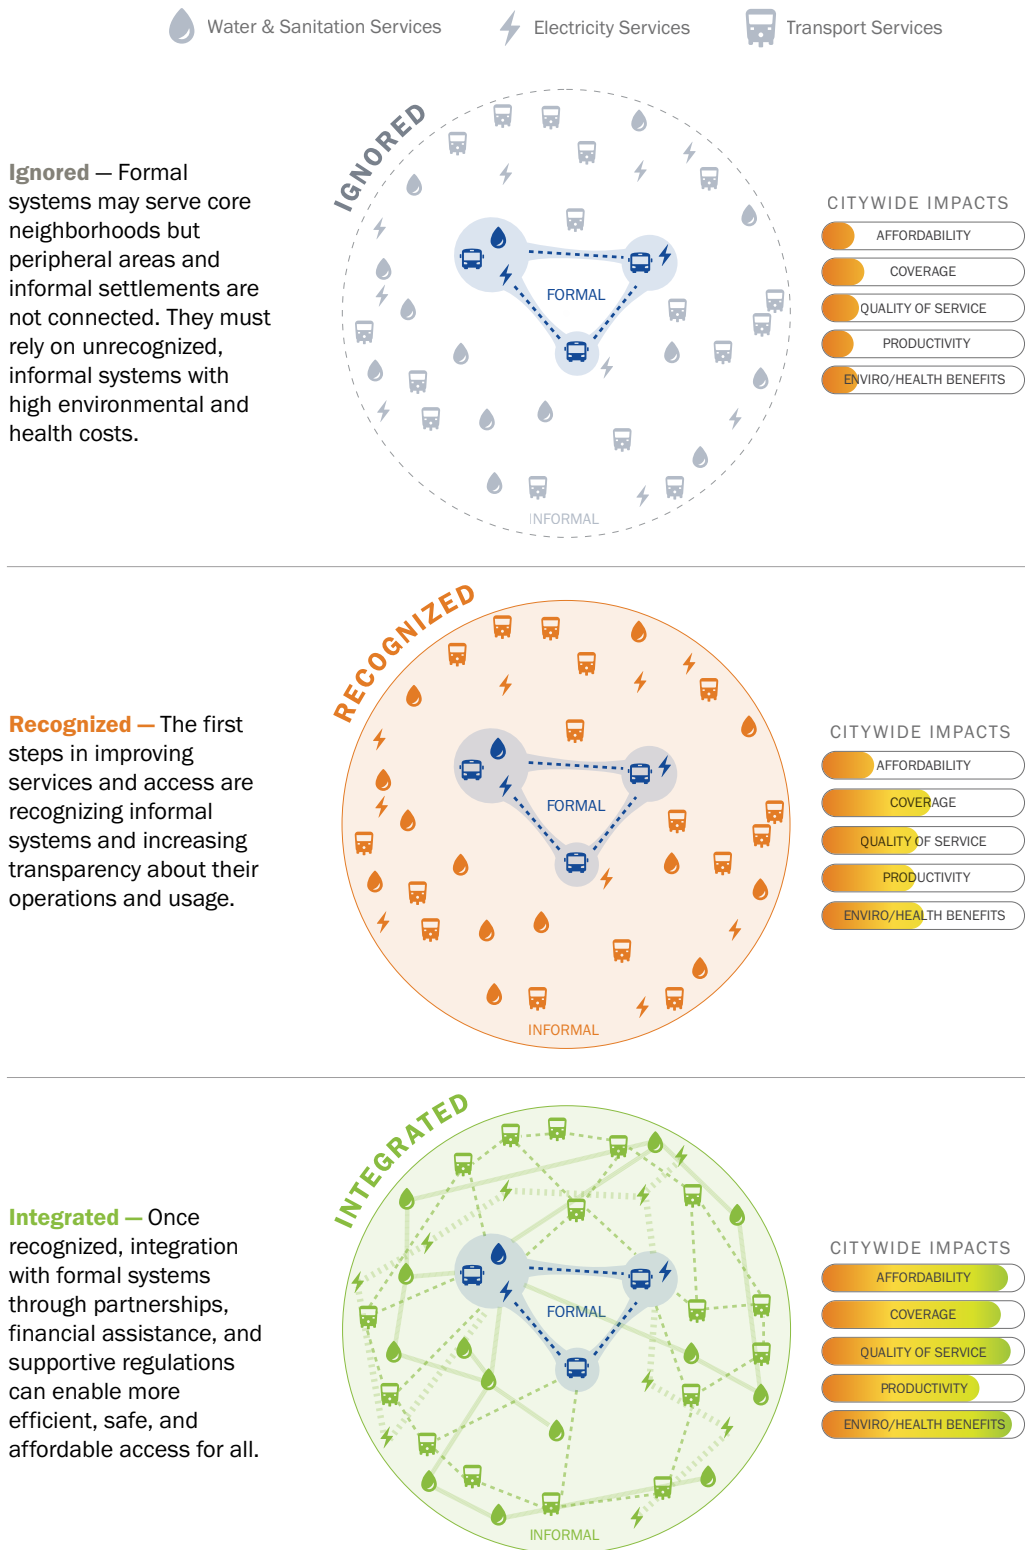 Water & Sanitation Services
Electricity Services
Transport Services
IGNORED
Ignored — Formal
systems may serve core
neighborhoods but
peripheral areas and
informal settlements are
not connected. They must
rely on unrecognized,
informal systems with
high environmental and
health costs.
FORMAL
INFORMAL
CITYWIDE IMPACTS
AFFORDABILITY
COVERAGE
QUALITY OF SERVICE
PRODUCTIVITY
ENVIRO/HEALTH BENEFITS
RECOGNIZED
Recognized — The first
steps in improving
services and access are
recognizing informal
systems and increasing
transparency about their
operations and usage.
FORMAL
INFORMAL
CITYWIDE IMPACTS
AFFORDABILITY
COVERAGE
QUALITY OF SERVICE
PRODUCTIVITY
ENVIRO/HEALTH BENEFITS
INTEGRATED
Integrated — Once
recognized, integration
with formal systems
through partnerships,
financial assistance, and
supportive regulations
can enable more
efficient, safe, and
affordable access for all.
FORMAL
INFORMAL
CITYWIDE IMPACTS
AFFORDABILITY
COVERAGE
QUALITY OF SERVICE
PRODUCTIVITY
ENVIRO/HEALTH BENEFITS